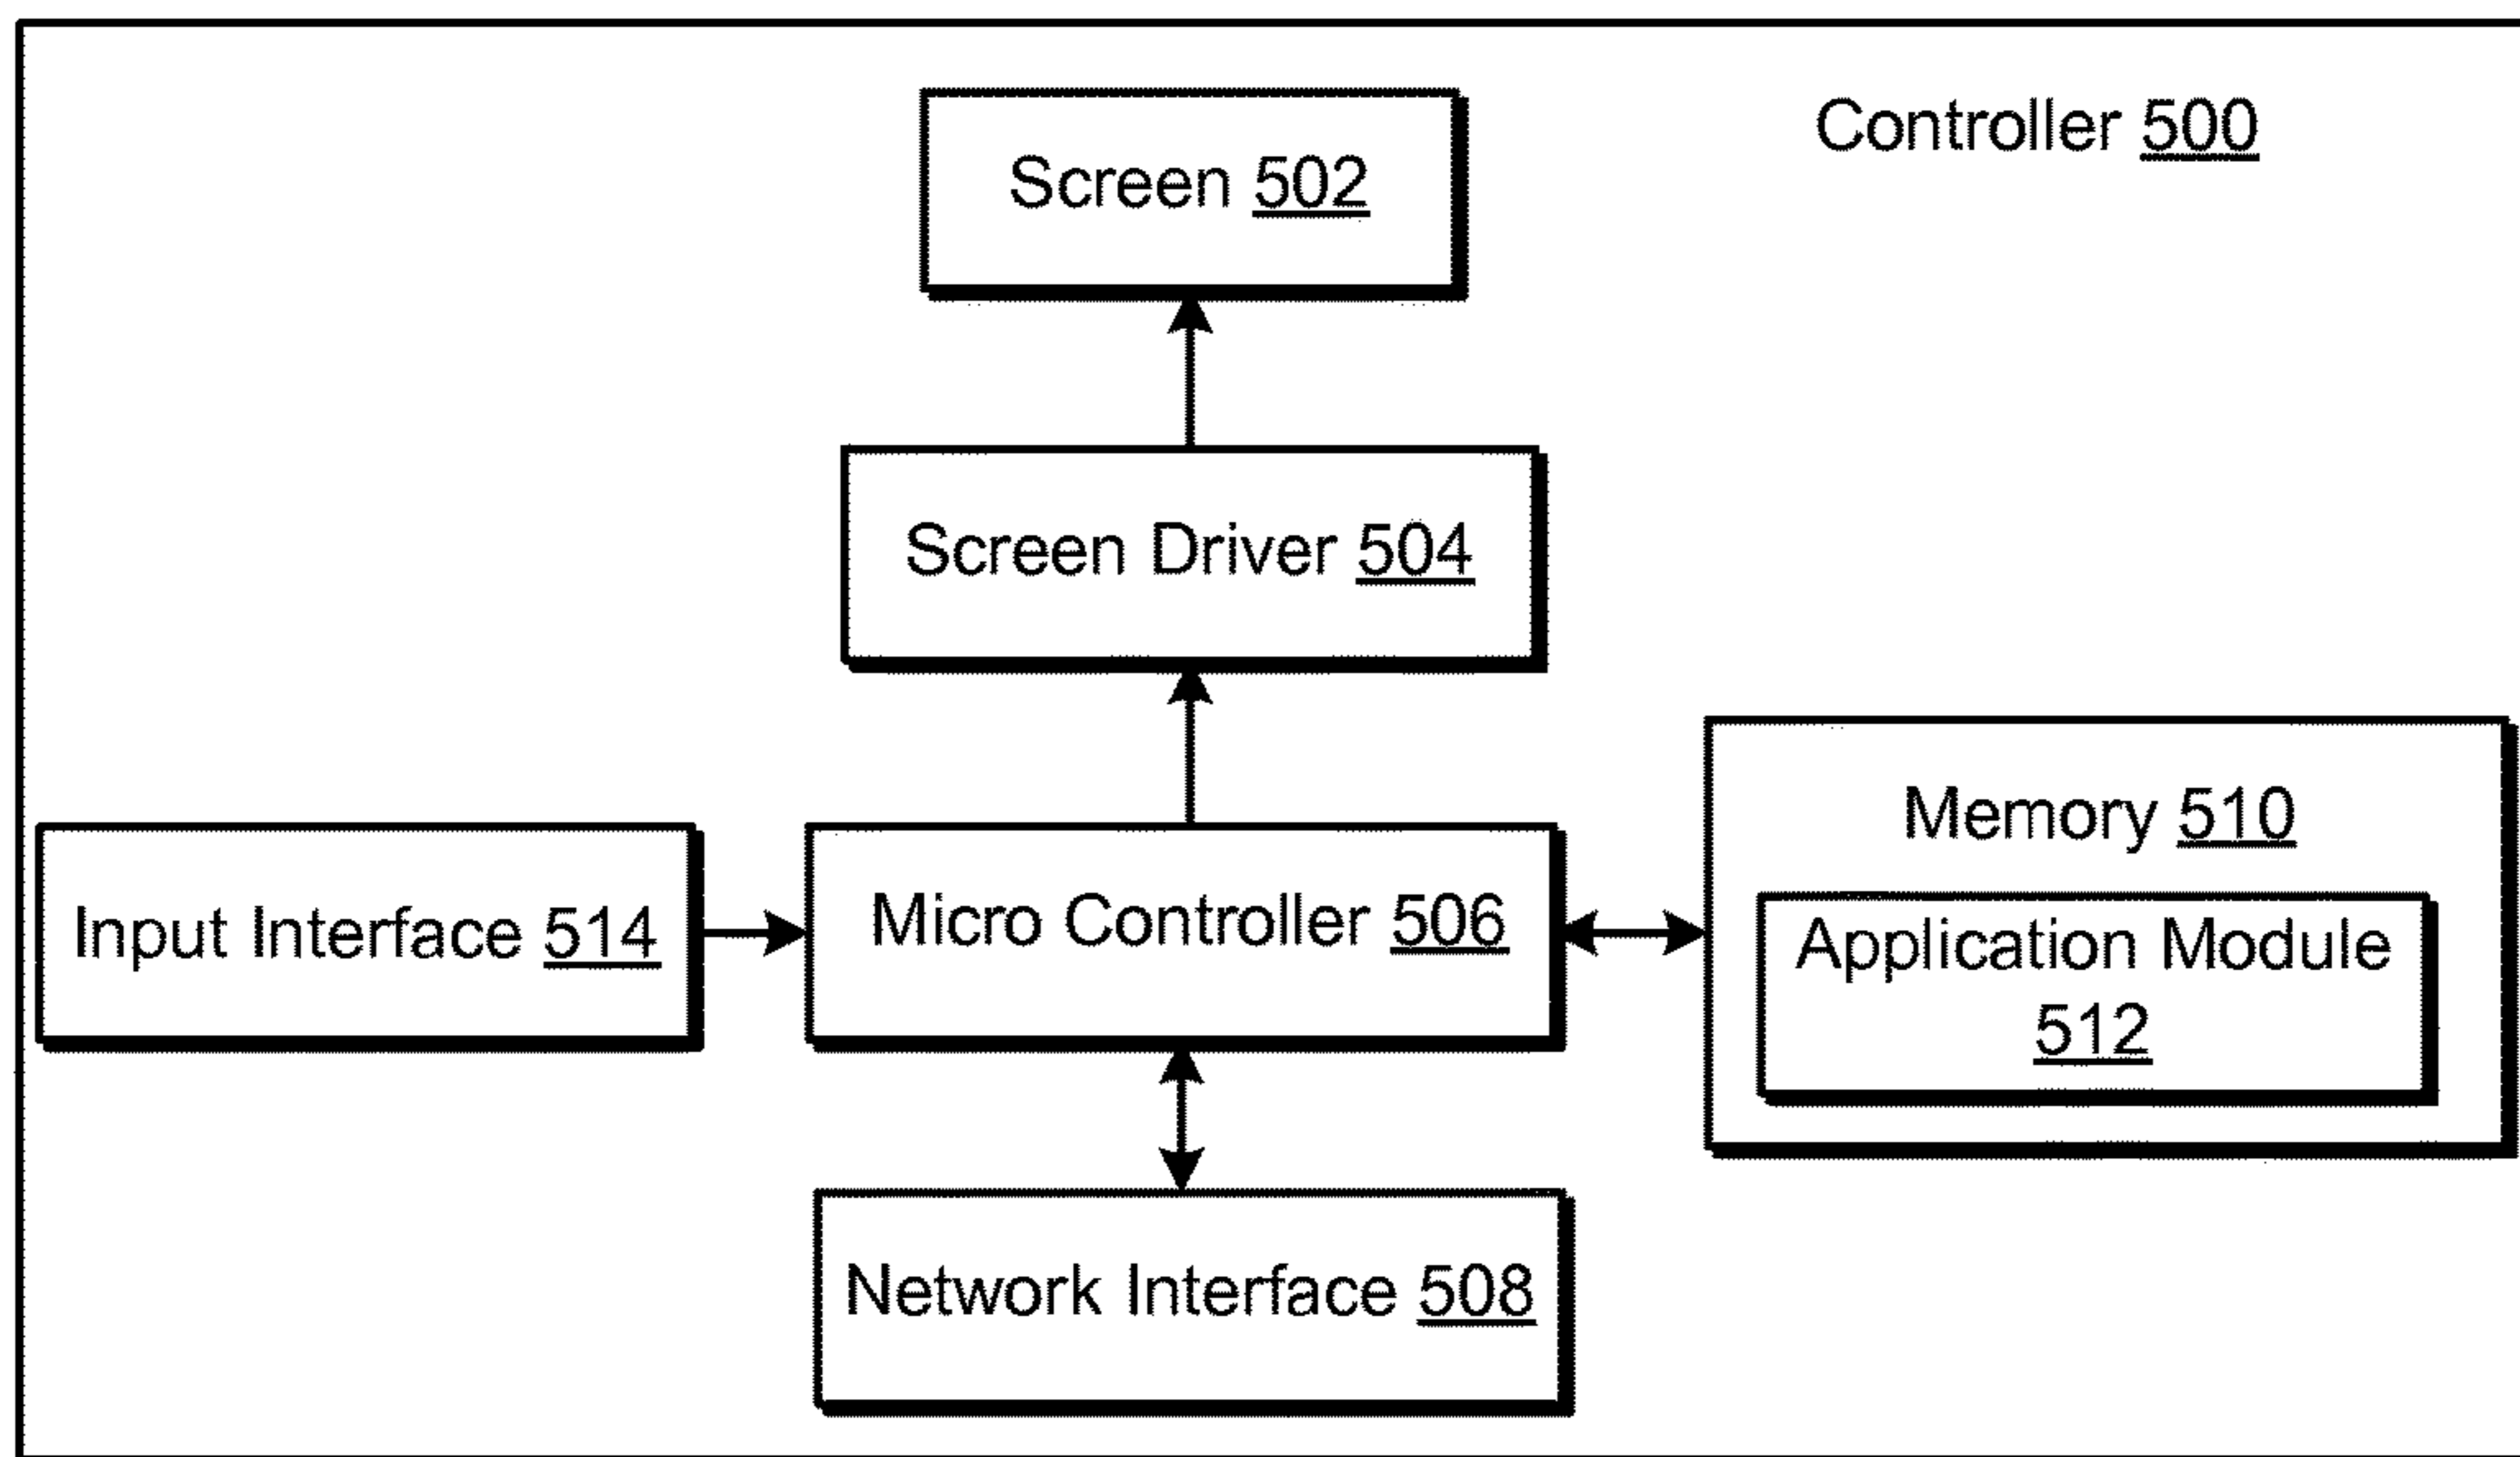 Controller 500
Screen 502
Screen Driver 504
Memory 510
Input Interface 514
Micro Controller 506
Application Module
512
Network Interface 508